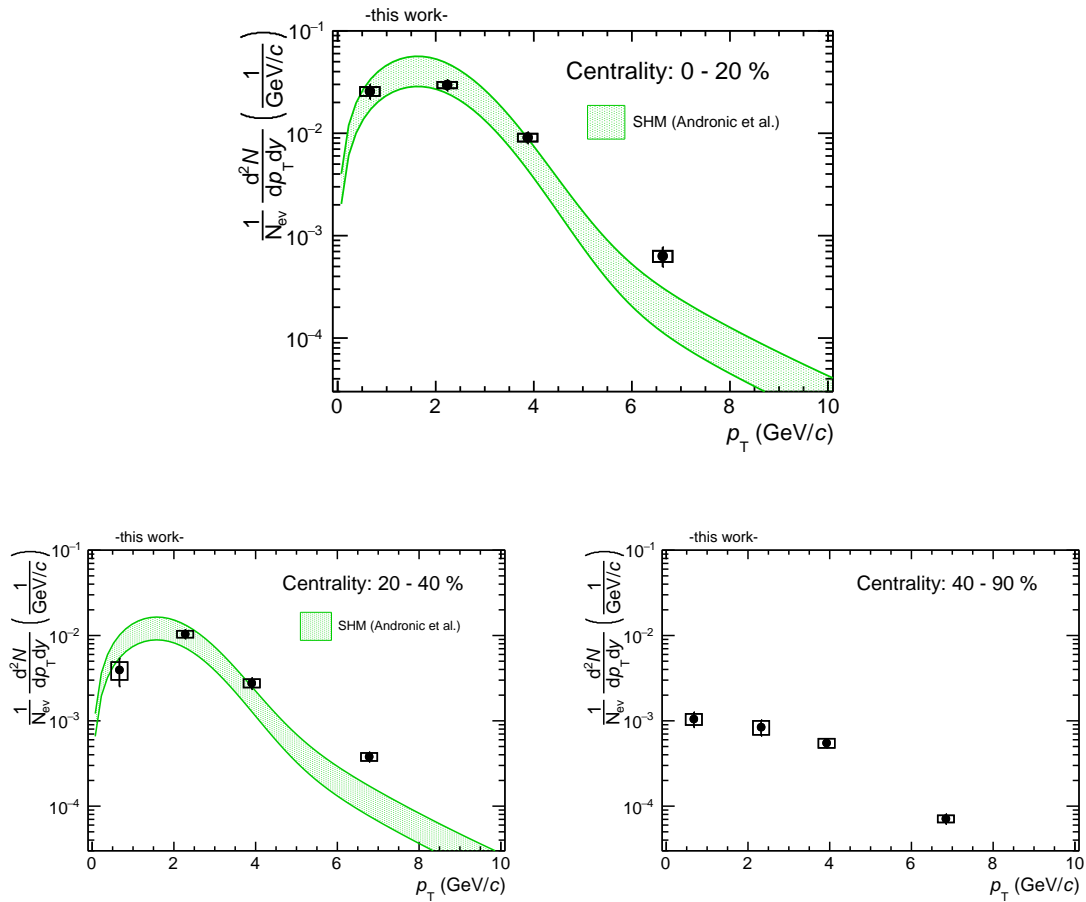 -this work-
1/N_ev d²N/dp_T dy (1/GeV/c)
10⁻¹
10⁻²
10⁻³
10⁻⁴
Centrality: 0 - 20 %
SHM (Andronic et al.)
0 2 4 6 8 10
p_T (GeV/c)
-this work-
1/N_ev d²N/dp_T dy (1/GeV/c)
10⁻¹
10⁻²
10⁻³
10⁻⁴
Centrality: 20 - 40 %
SHM (Andronic et al.)
0 2 4 6 8 10
p_T (GeV/c)
-this work-
1/N_ev d²N/dp_T dy (1/GeV/c)
10⁻¹
10⁻²
10⁻³
10⁻⁴
Centrality: 40 - 90 %
0 2 4 6 8 10
p_T (GeV/c)